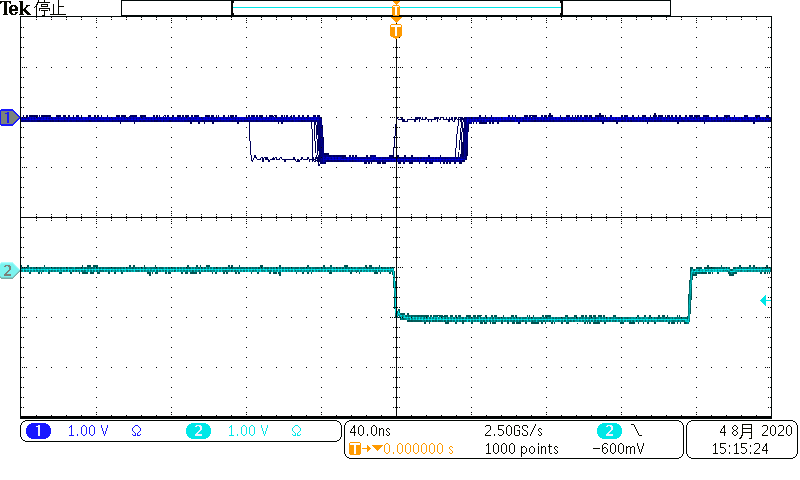 Tek 停止
T
T
1
2
1 1.00 V Ω 2 1.00 V Ω
40.0ns 2.50GS/s 2
T→▼0.000000 s 1000 points −600mV
4 8月 2020
15:15:24